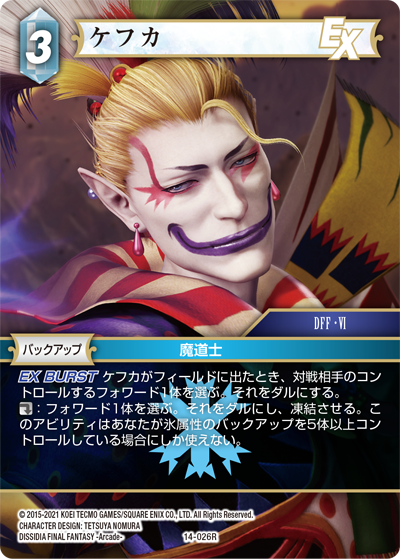 3
ケフカ
EX
DFF・VI
バックアップ
魔道士
EX BURST ケフカがフィールドに出たとき、対戦相手のコント
ロールするフォワード1体を選ぶ。それをダルにする。
：フォワード1体を選ぶ。それをダルにし、凍結させる。こ
のアビリティはあなたが氷属性のバックアップを5体以上コン
トロールしている場合にしか使えない。
© 2015-2021 KOEI TECMO GAMES/SQUARE ENIX CO., LTD. All Rights Reserved.
CHARACTER DESIGN: TETSUYA NOMURA
DISSIDIA FINAL FANTASY -Arcade-
14-026R